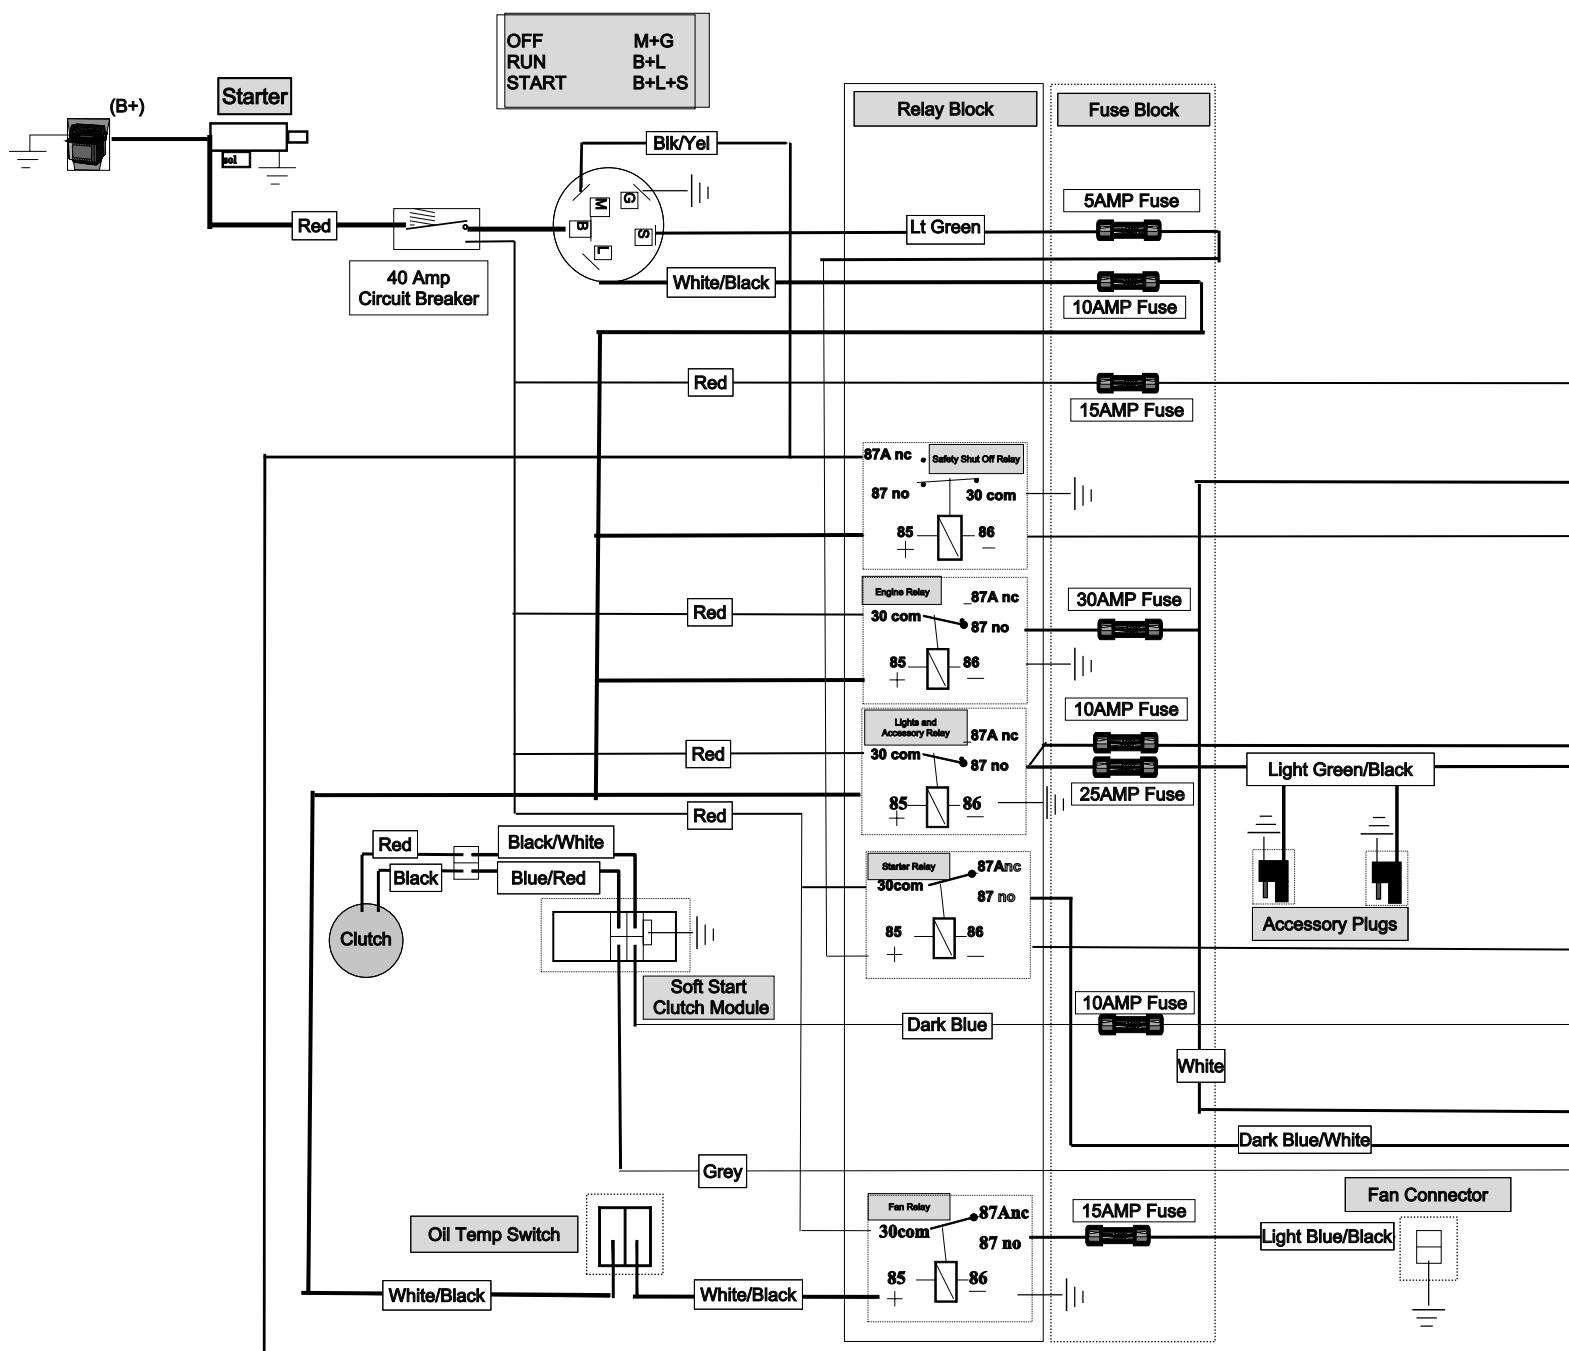 OFF M+G
RUN B+L
START B+L+S
(B+)
Starter
sol
Red
40 Amp
Circuit Breaker
Blk/Yel
M
G
B
S
L
White/Black
Relay Block
Fuse Block
Lt Green
5AMP Fuse
10AMP Fuse
Red
15AMP Fuse
87A nc
Safety Shut Off Relay
87 no
30 com
85
86
Red
Engine Relay
87A nc
30 com
87 no
85
86
30AMP Fuse
Red
Lights and
Accessory Relay
87A nc
30 com
87 no
85
86
10AMP Fuse
25AMP Fuse
Light Green/Black
Accessory Plugs
Red
Starter Relay
87Anc
30com
87 no
85
86
Red
Black/White
Black
Blue/Red
Clutch
Soft Start
Clutch Module
Dark Blue
10AMP Fuse
White
Dark Blue/White
Grey
Fan Connector
Oil Temp Switch
Fan Relay
87Anc
30com
87 no
85
86
15AMP Fuse
Light Blue/Black
White/Black
White/Black